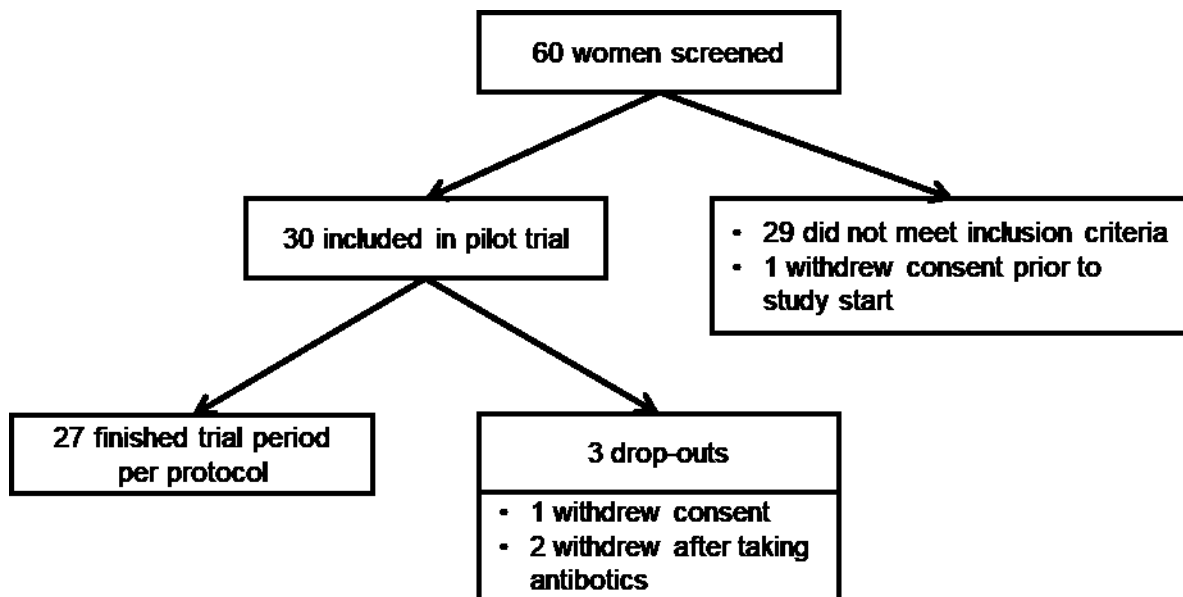 60 women screened
30 included in pilot trial
• 29 did not meet inclusion criteria
• 1 withdrew consent prior to
study start
27 finished trial period
per protocol
3 drop-outs
• 1 withdrew consent
• 2 withdrew after taking
antibotics